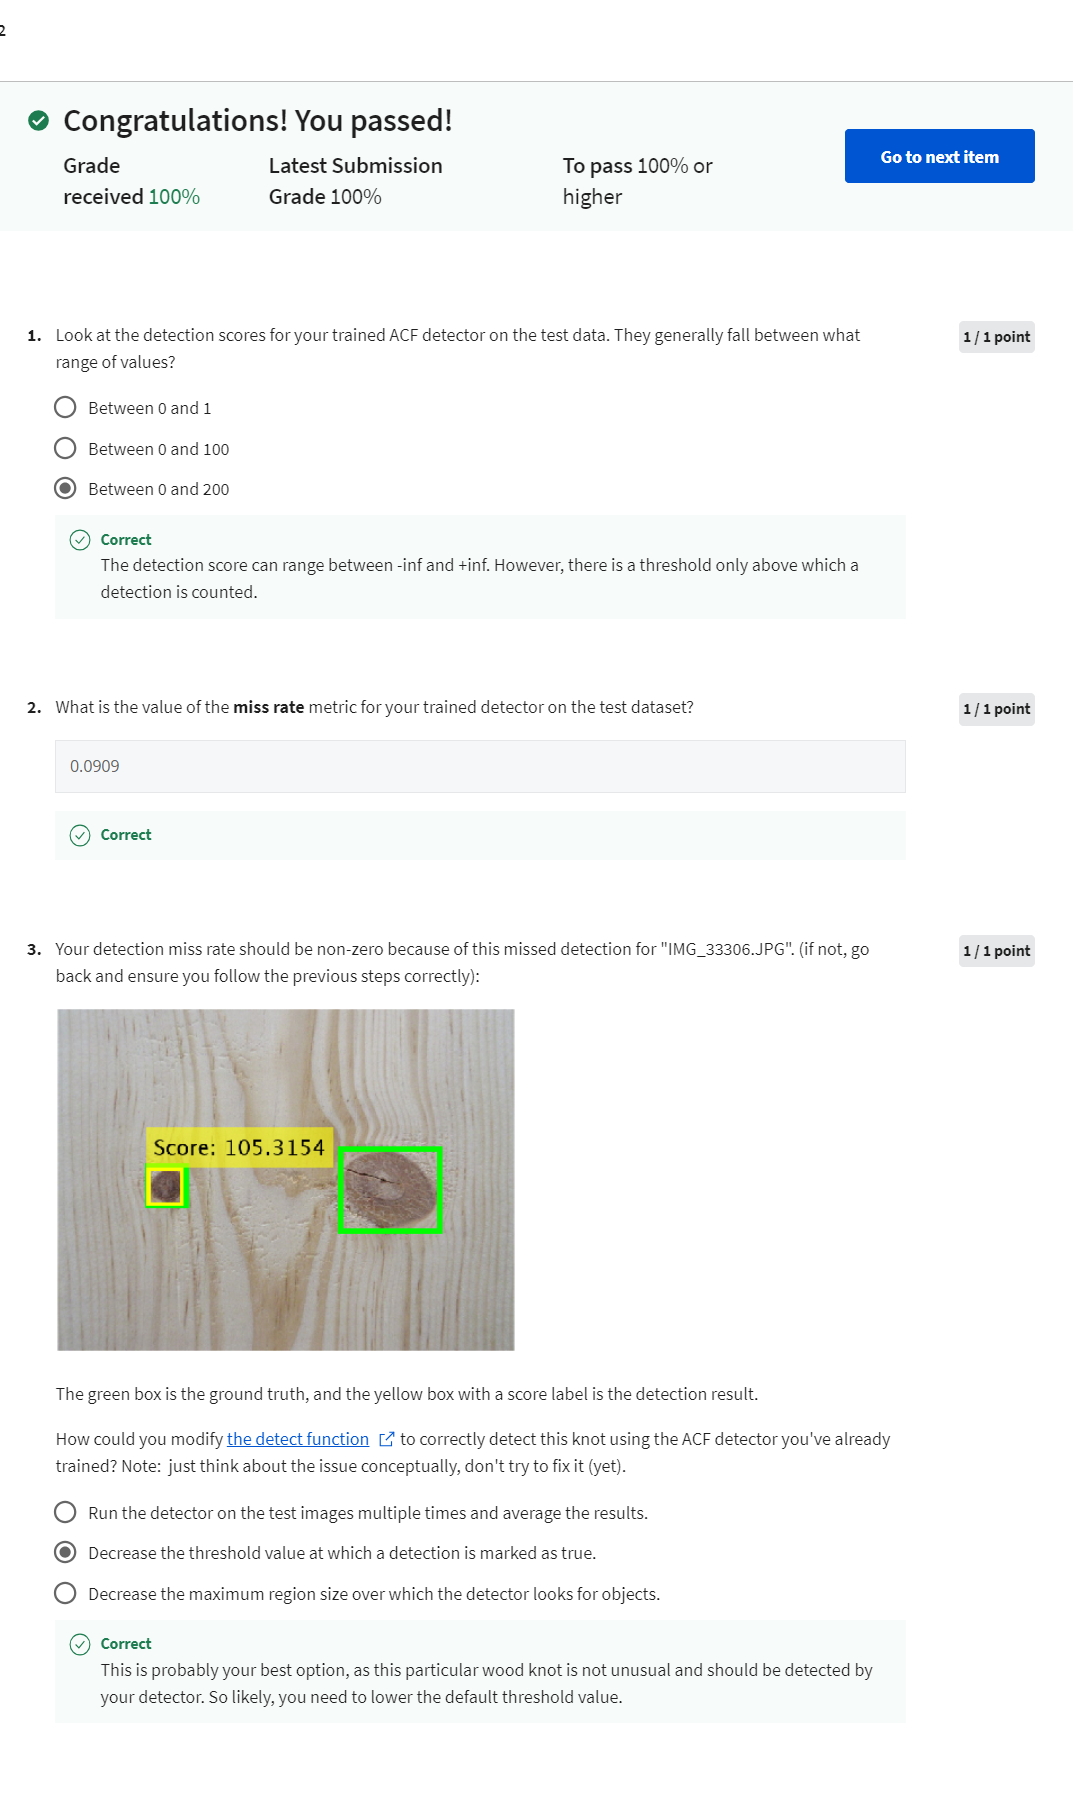 2
Congratulations! You passed!
Grade
received 100%
Latest Submission
Grade 100%
To pass 100% or
higher
Go to next item
1. Look at the detection scores for your trained ACF detector on the test data. They generally fall between what
range of values?
1 / 1 point
Between 0 and 1
Between 0 and 100
Between 0 and 200
Correct
The detection score can range between -inf and +inf. However, there is a threshold only above which a
detection is counted.
2. What is the value of the miss rate metric for your trained detector on the test dataset?
1 / 1 point
0.0909
Correct
3. Your detection miss rate should be non-zero because of this missed detection for "IMG_33306.JPG". (if not, go
back and ensure you follow the previous steps correctly):
1 / 1 point
Score: 105.3154
The green box is the ground truth, and the yellow box with a score label is the detection result.
How could you modify the detect function to correctly detect this knot using the ACF detector you've already
trained? Note: just think about the issue conceptually, don't try to fix it (yet).
Run the detector on the test images multiple times and average the results.
Decrease the threshold value at which a detection is marked as true.
Decrease the maximum region size over which the detector looks for objects.
Correct
This is probably your best option, as this particular wood knot is not unusual and should be detected by
your detector. So likely, you need to lower the default threshold value.